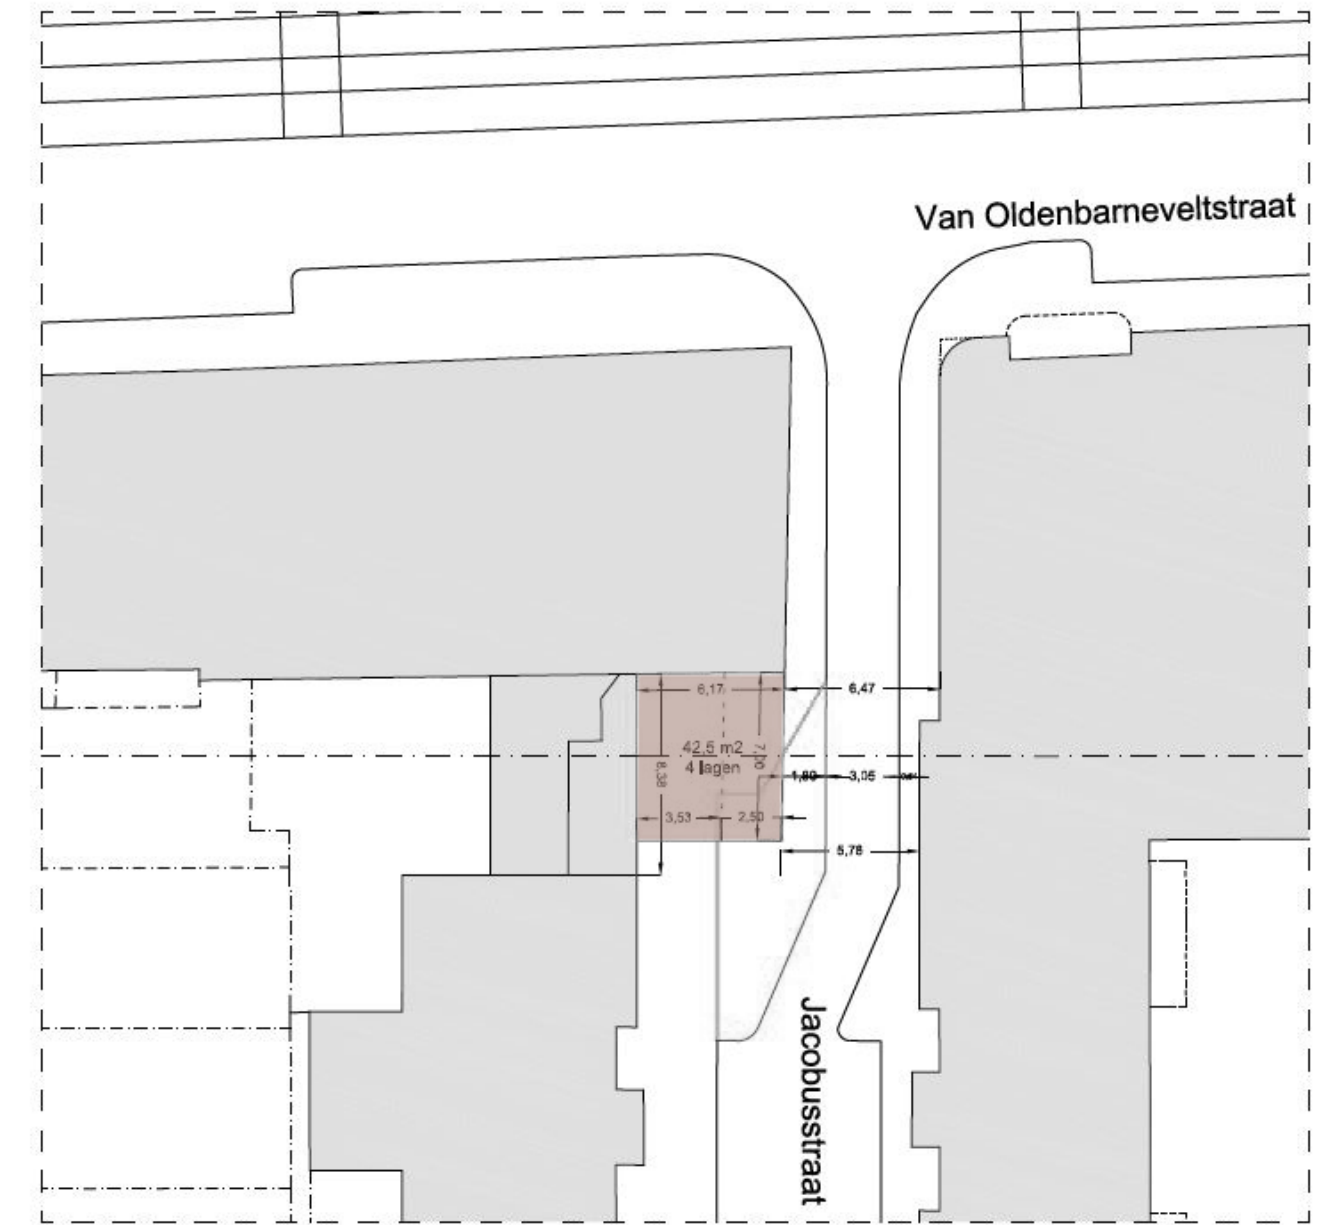 Van Oldenbarneveltstraat
6,17
6,47
42,5 m2
4 lagen
7,00
8,38
1,80
3,05
3,53
2,50
5,78
Jacobusstraat